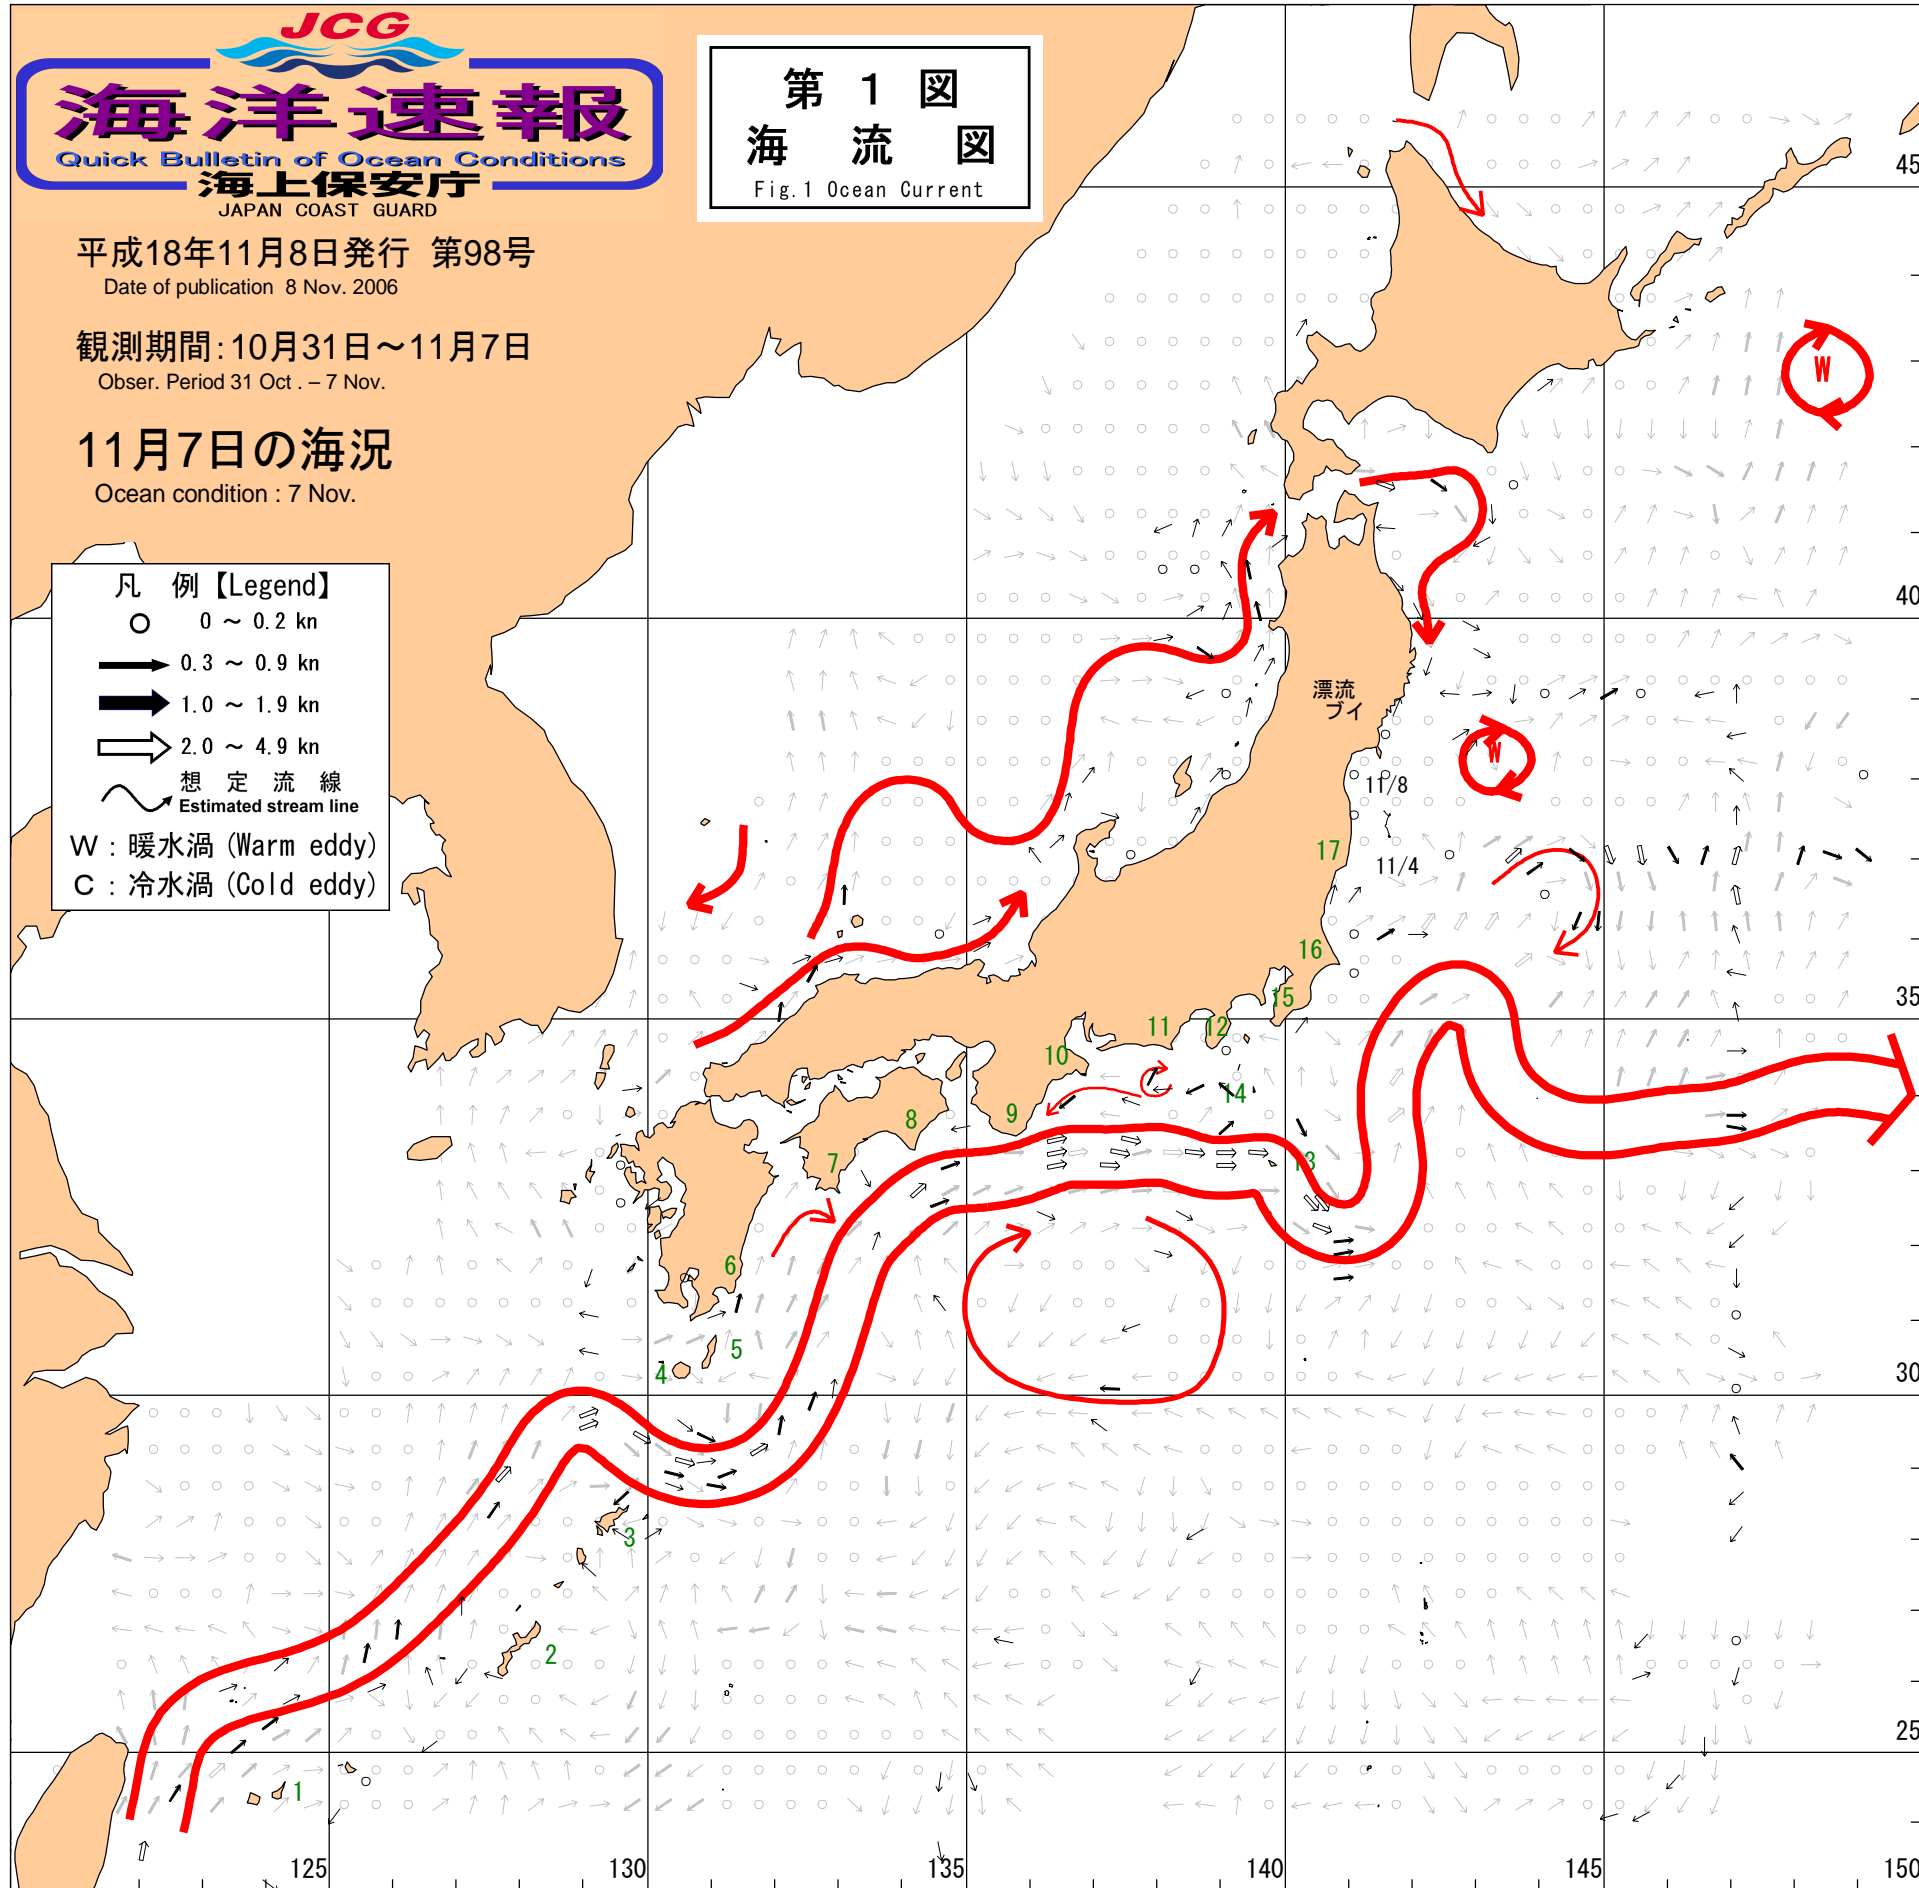 JCG
海洋速報
Quick Bulletin of Ocean Conditions
海上保安庁
JAPAN COAST GUARD
平成18年11月8日発行 第98号
Date of publication 8 Nov. 2006
観測期間:10月31日～11月7日
Obser. Period 31 Oct . – 7 Nov.
11月7日の海況
Ocean condition : 7 Nov.
第 1 図
海 流 図
Fig.1 Ocean Current
凡 例【Legend】
0 ～ 0.2 kn
0.3 ～ 0.9 kn
1.0 ～ 1.9 kn
2.0 ～ 4.9 kn
想 定 流 線
Estimated stream line
W : 暖水渦 (Warm eddy)
C : 冷水渦 (Cold eddy)
45
W
40
漂流
ブイ
W
11/8
17
11/4
16
35
15
11
12
10
14
9
8
7
13
6
5
4
30
3
2
25
1
125
130
135
140
145
150